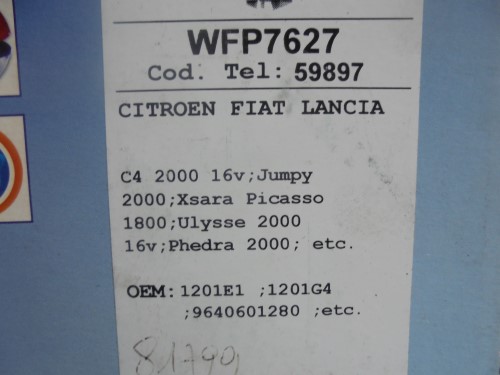 WFP7627
Cod. Tel: 59897
CITROEN FIAT LANCIA
C4 2000 16v;Jumpy
2000;Xsara Picasso
1800;Ulysse 2000
16v;Phedra 2000; etc.
OEM: 1201E1 ;1201G4
;9640601280 ;etc.
81799